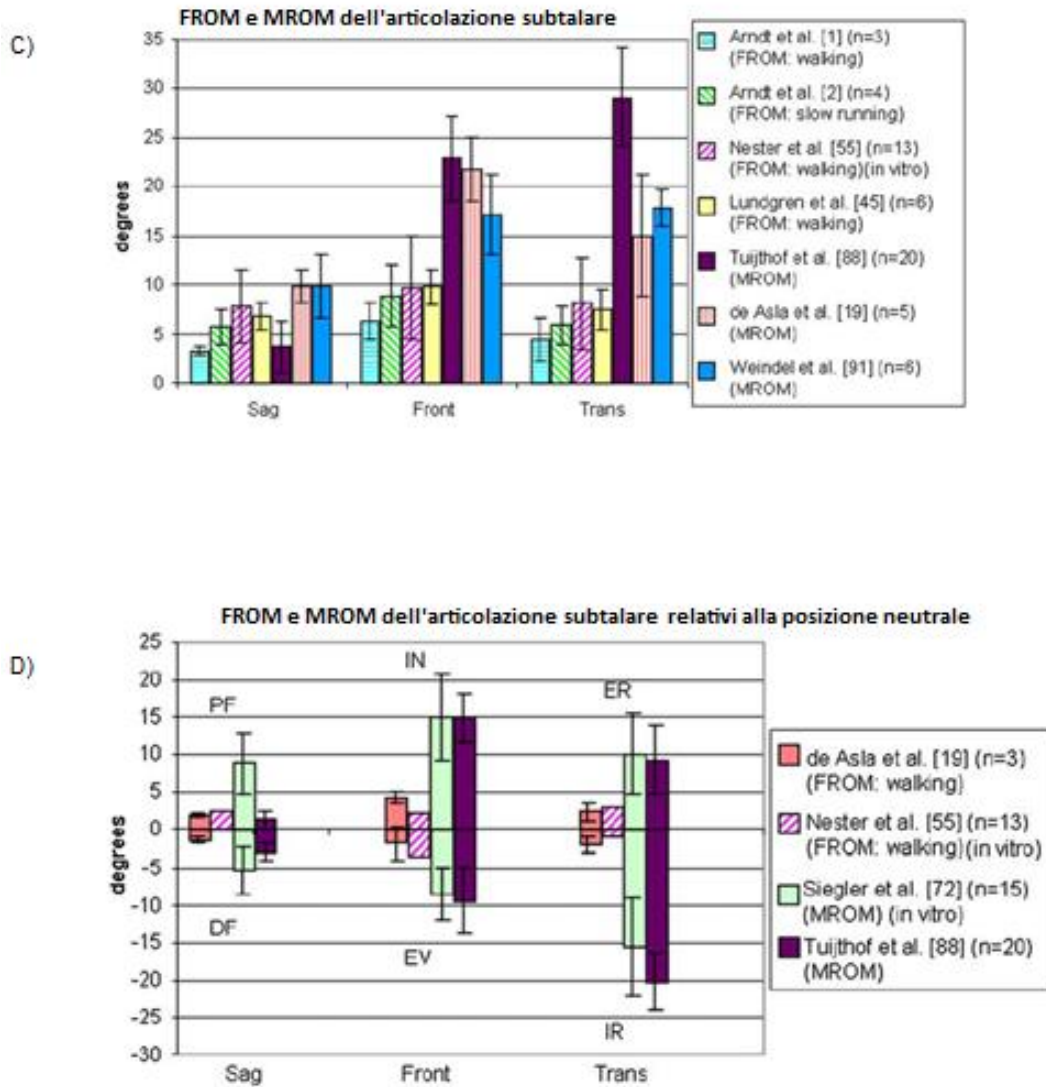 FROM e MROM dell'articolazione subtalare
C)
35
30
25
20
15
10
5
0
degrees
Sag
Front
Trans
Arndt et al. [1] (n=3)
(FROM: walking)
Arndt et al. [2] (n=4)
(FROM: slow running)
Nester et al. [55] (n=13)
(FROM: walking)(in vitro)
Lundgren et al. [45] (n=6)
(FROM: walking)
Tuijthof et al. [88] (n=20)
(MROM)
de Asla et al. [19] (n=5)
(MROM)
Weindel et al. [91] (n=6)
(MROM)
FROM e MROM dell'articolazione subtalare relativi alla posizione neutrale
D)
25
20
15
10
5
0
-5
-10
-15
-20
-25
-30
degrees
PF
DF
IN
EV
ER
IR
Sag
Front
Trans
de Asla et al. [19] (n=3)
(FROM: walking)
Nester et al. [55] (n=13)
(FROM: walking)(in vitro)
Siegler et al. [72] (n=15)
(MROM) (in vitro)
Tuijthof et al. [88] (n=20)
(MROM)